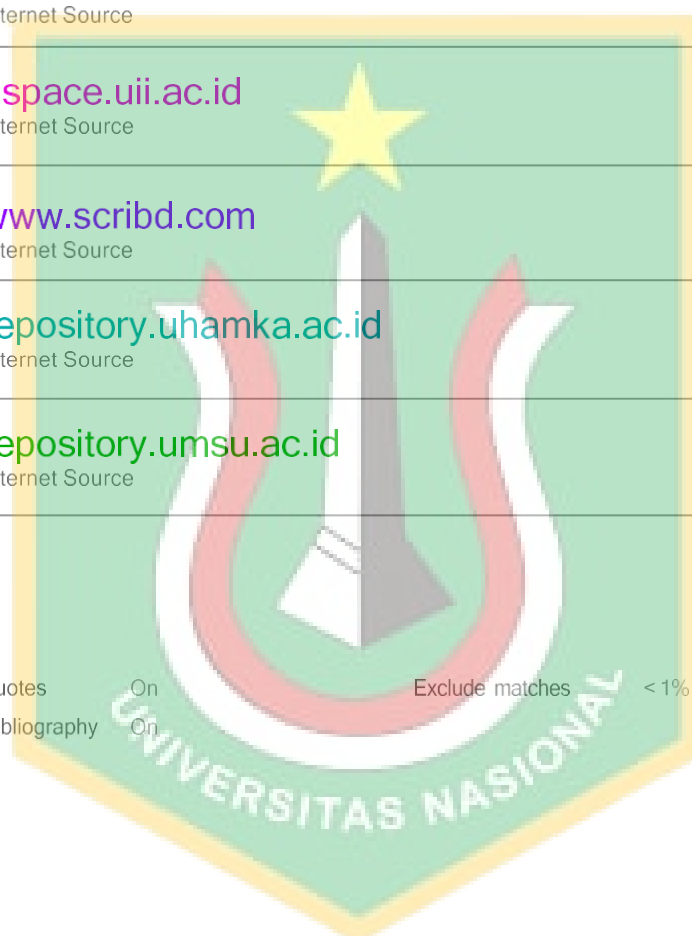 ternet Source
space.uii.ac.id
ternet Source
www.scribd.com
ternet Source
epository.uhamka.ac.id
ternet Source
epository.umsu.ac.id
ternet Source
uotes On Exclude matches < 1%
bliography On
UNIVERSITAS NASIONAL